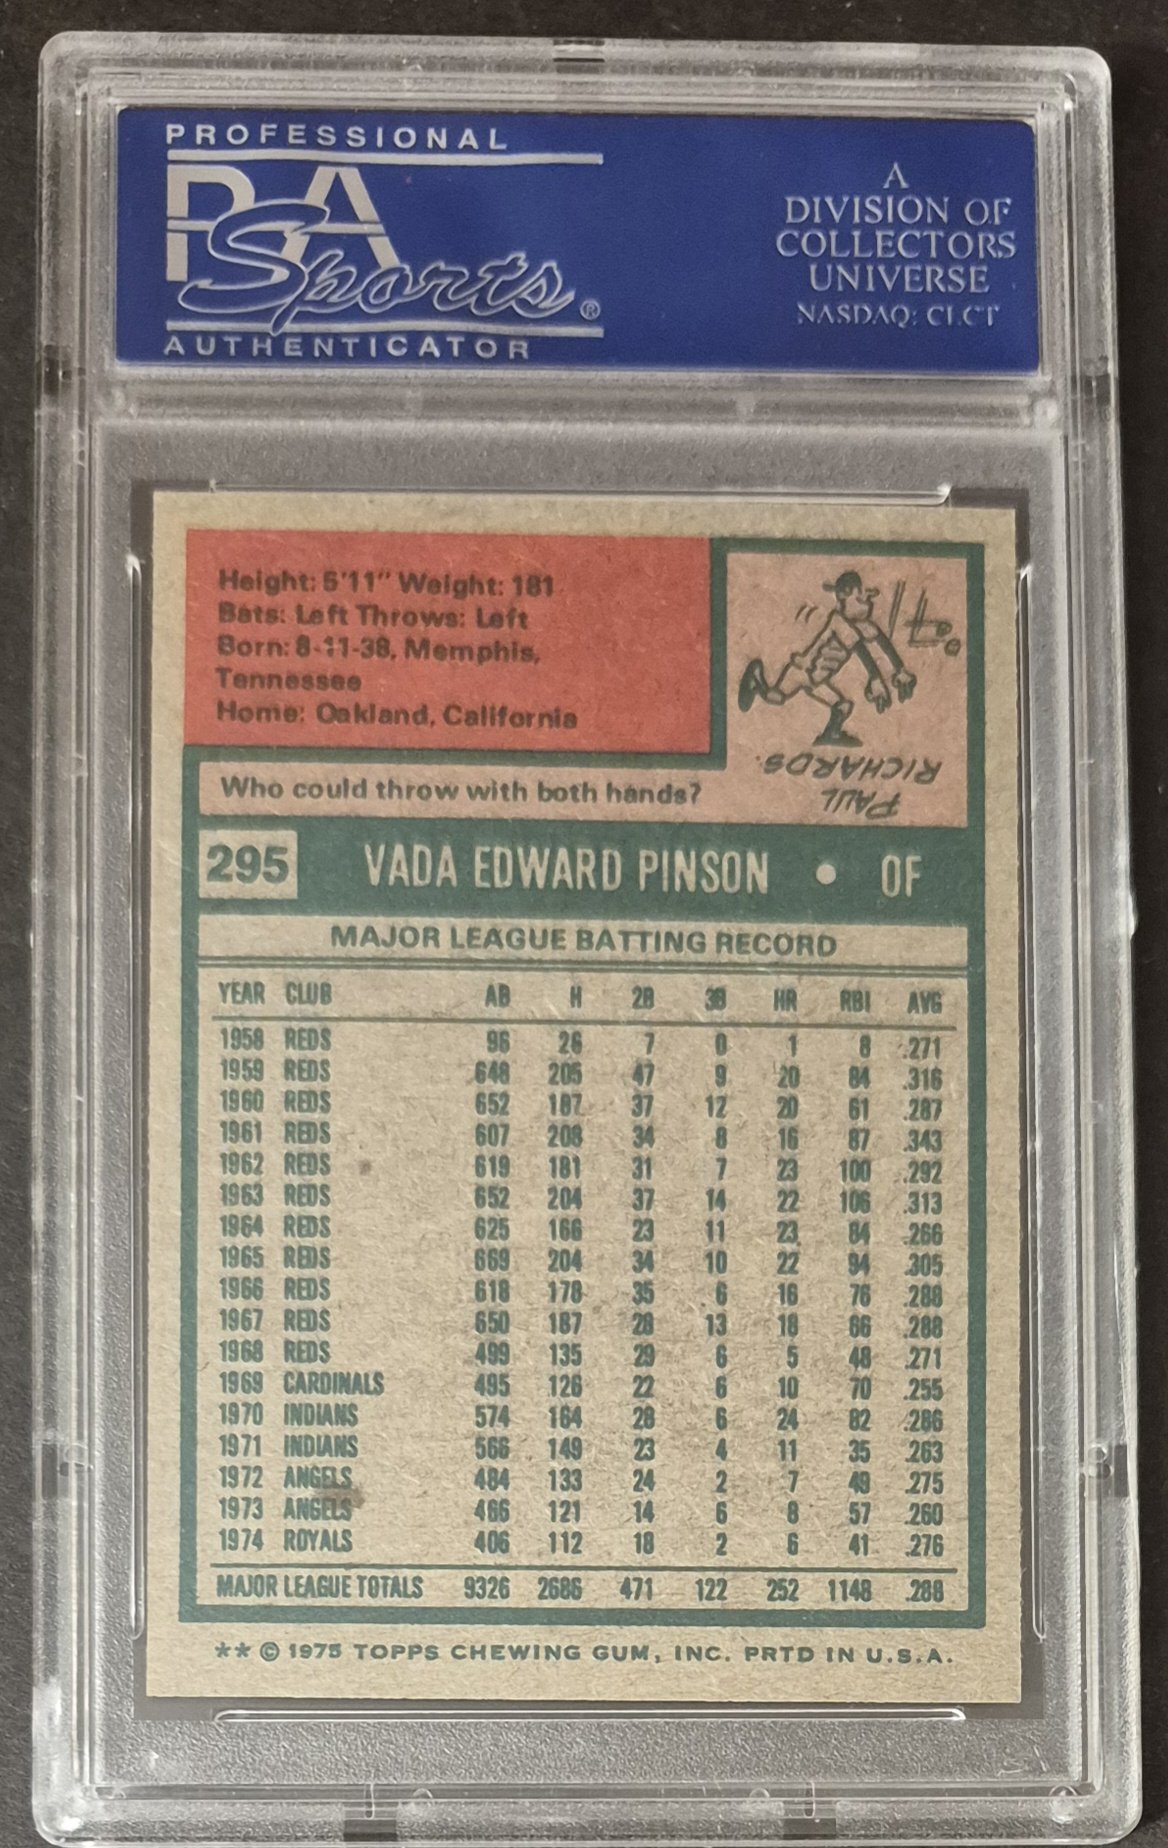 PROFESSIONAL
PSA
Sports®
AUTHENTICATOR
A
DIVISION OF
COLLECTORS
UNIVERSE
NASDAQ: CLCT
Height: 5'11" Weight: 181
Bats: Left Throws: Left
Born: 8-11-38, Memphis,
Tennessee
Home: Oakland, California
Who could throw with both hands?
PAUL
RICHARDS.
295 VADA EDWARD PINSON • OF
MAJOR LEAGUE BATTING RECORD
YEAR CLUB AB H 2B 3B HR RBI AVG
1958 REDS 96 26 7 0 1 8 .271
1959 REDS 648 205 47 9 20 84 .316
1960 REDS 652 187 37 12 20 61 .287
1961 REDS 607 208 34 8 16 87 .343
1962 REDS 619 181 31 7 23 100 .292
1963 REDS 652 204 37 14 22 106 .313
1964 REDS 625 166 23 11 23 84 .266
1965 REDS 669 204 34 10 22 94 .305
1966 REDS 618 178 35 6 16 76 .288
1967 REDS 650 187 28 13 18 66 .288
1968 REDS 499 135 29 6 5 48 .271
1969 CARDINALS 495 126 22 6 10 70 .255
1970 INDIANS 574 164 28 6 24 82 .286
1971 INDIANS 566 149 23 4 11 35 .263
1972 ANGELS 484 133 24 2 7 49 .275
1973 ANGELS 466 121 14 6 8 57 .260
1974 ROYALS 406 112 18 2 6 41 .276
MAJOR LEAGUE TOTALS 9326 2686 471 122 252 1148 .288
** © 1975 TOPPS CHEWING GUM, INC. PRTD IN U.S.A.